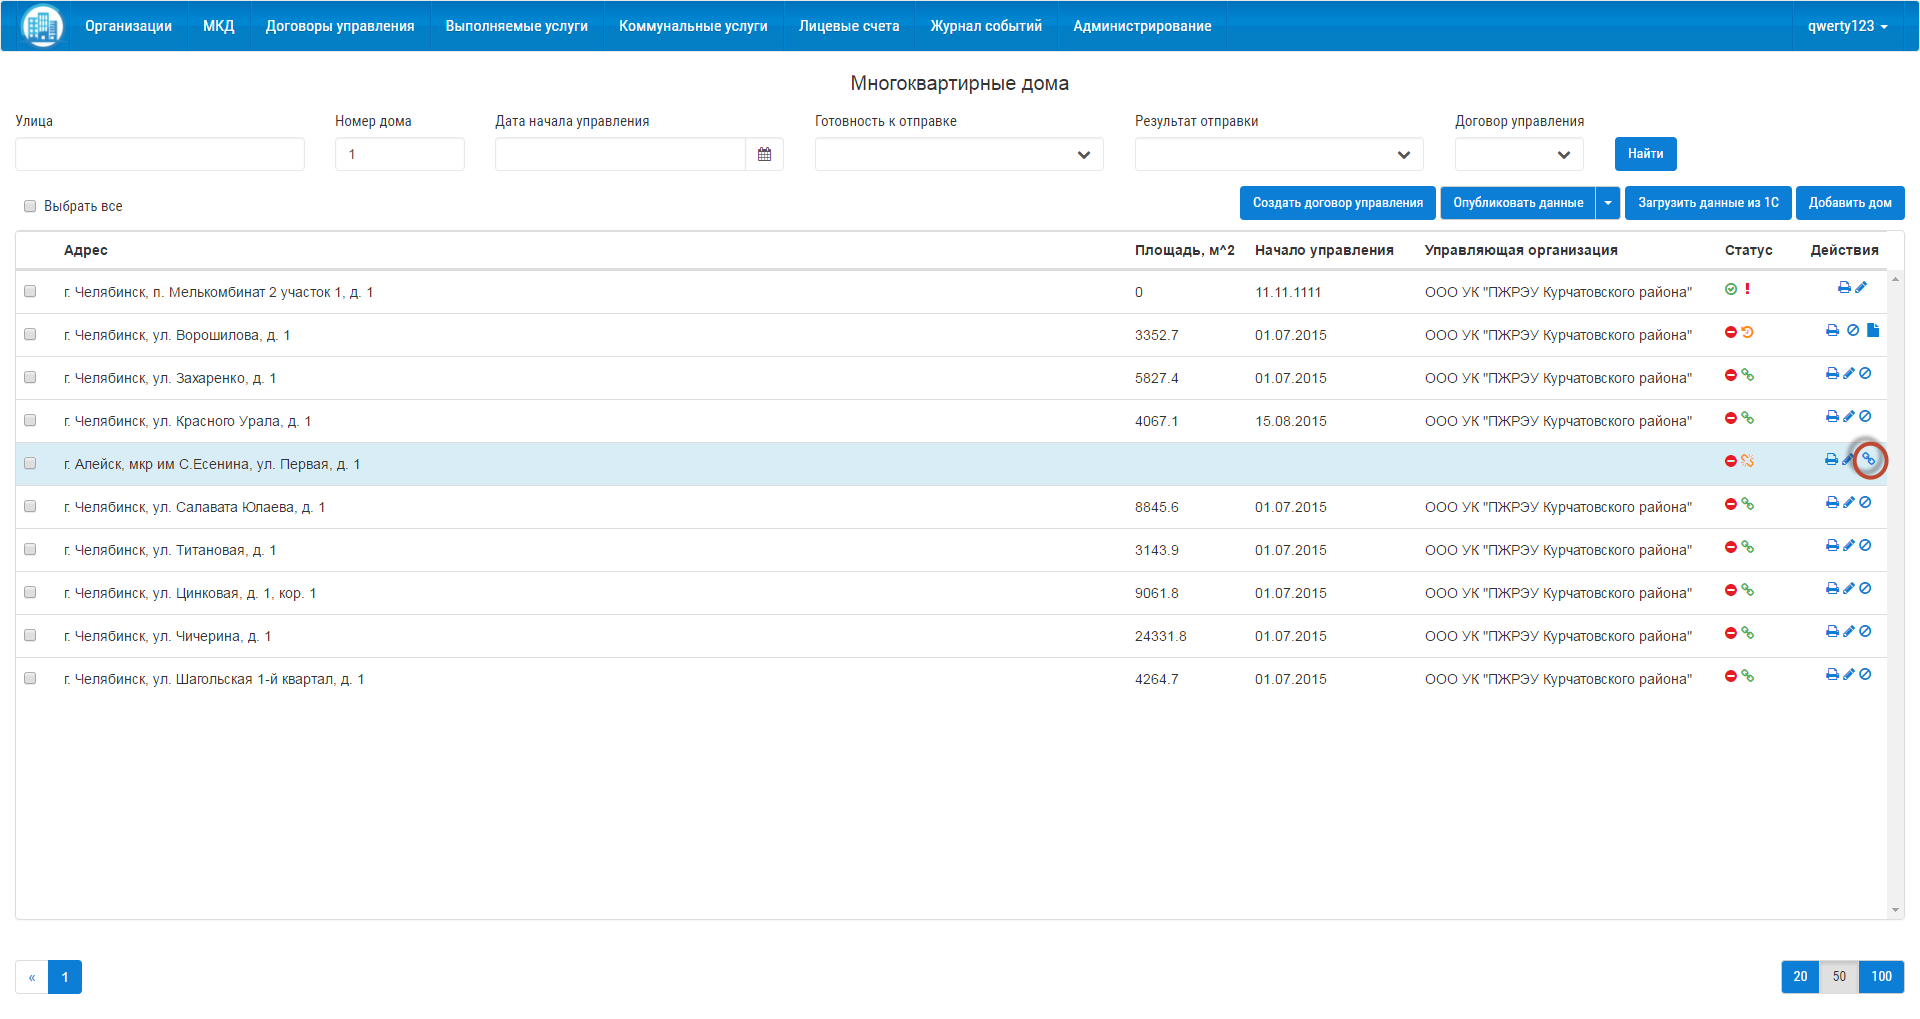 Организации МКД Договоры управления Выполняемые услуги Коммунальные услуги Лицевые счета Журнал событий Администрирование qwerty123
Многоквартирные дома
Улица Номер дома Дата начала управления Готовность к отправке Результат отправки Договор управления
1 Найти
Выбрать все Создать договор управления Опубликовать данные Загрузить данные из 1С Добавить дом
Адрес Площадь, м^2 Начало управления Управляющая организация Статус Действия
г. Челябинск, п. Мелькомбинат 2 участок 1, д. 1 0 11.11.1111 ООО УК "ПЖРЭУ Курчатовского района"
г. Челябинск, ул. Ворошилова, д. 1 3352.7 01.07.2015 ООО УК "ПЖРЭУ Курчатовского района"
г. Челябинск, ул. Захаренко, д. 1 5827.4 01.07.2015 ООО УК "ПЖРЭУ Курчатовского района"
г. Челябинск, ул. Красного Урала, д. 1 4067.1 15.08.2015 ООО УК "ПЖРЭУ Курчатовского района"
г. Алейск, мкр им С.Есенина, ул. Первая, д. 1
г. Челябинск, ул. Салавата Юлаева, д. 1 8845.6 01.07.2015 ООО УК "ПЖРЭУ Курчатовского района"
г. Челябинск, ул. Титановая, д. 1 3143.9 01.07.2015 ООО УК "ПЖРЭУ Курчатовского района"
г. Челябинск, ул. Цинковая, д. 1, кор. 1 9061.8 01.07.2015 ООО УК "ПЖРЭУ Курчатовского района"
г. Челябинск, ул. Чичерина, д. 1 24331.8 01.07.2015 ООО УК "ПЖРЭУ Курчатовского района"
г. Челябинск, ул. Шагольская 1-й квартал, д. 1 4264.7 01.07.2015 ООО УК "ПЖРЭУ Курчатовского района"
« 1 20 50 100